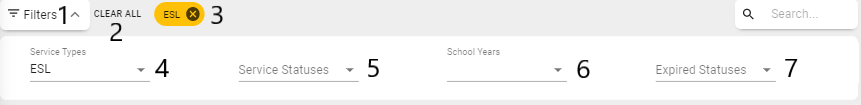 Filters 1 CLEAR ALL ESL 3 Search...
2
Service Types School Years
ESL 4 Service Statuses 5 6 Expired Statuses 7